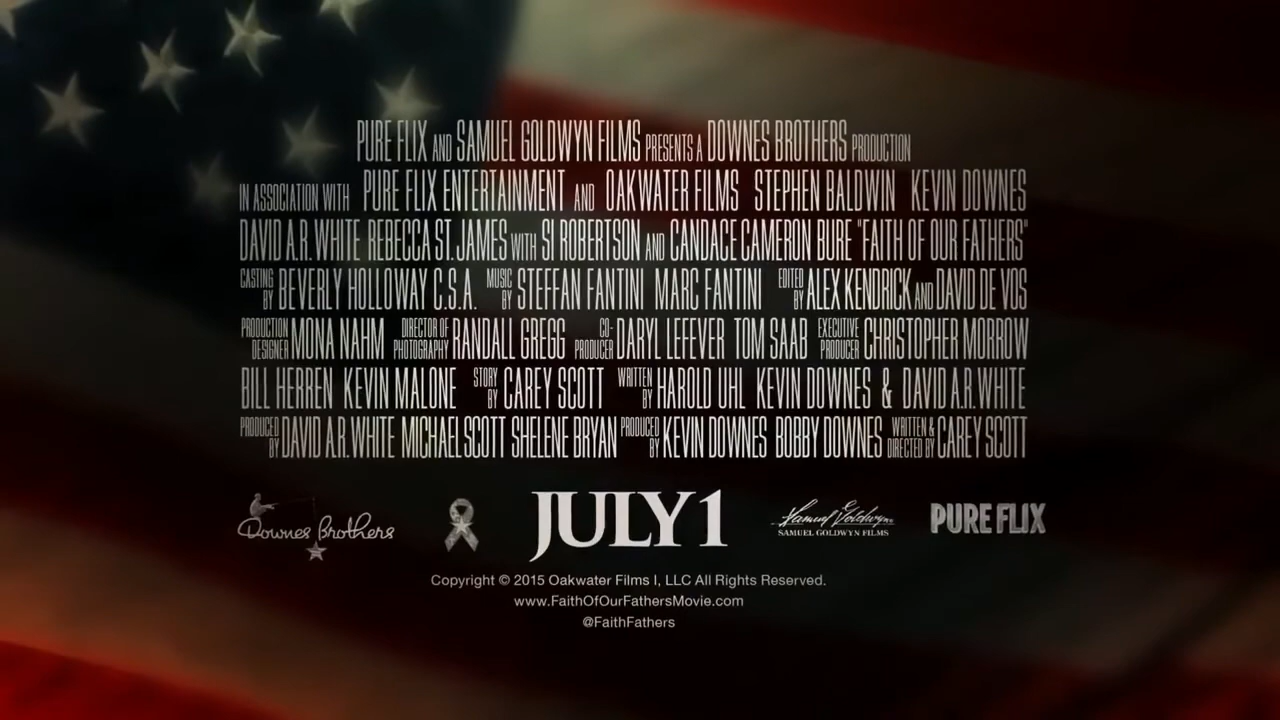 PURE FLIX AND SAMUEL GOLDWYN FILMS PRESENTS A DOWNES BROTHERS PRODUCTION
IN ASSOCIATION WITH PURE FLIX ENTERTAINMENT AND OAKWATER FILMS STEPHEN BALDWIN KEVIN DOWNES
DAVID A.R. WHITE REBECCA ST. JAMES WITH SI ROBERTSON AND CANDACE CAMERON BURE "FAITH OF OUR FATHERS"
CASTING BY BEVERLY HOLLOWAY C.S.A. MUSIC BY STEFFAN FANTINI MARC FANTINI EDITED BY ALEX KENDRICK AND DAVID DE VOS
PRODUCTION DESIGNER MONA NAHM DIRECTOR OF PHOTOGRAPHY RANDALL GREGG CO-PRODUCER DARYL LEFEVER TOM SAAB EXECUTIVE PRODUCER CHRISTOPHER MORROW
BILL HERREN KEVIN MALONE STORY BY CAREY SCOTT WRITTEN BY HAROLD UHL KEVIN DOWNES & DAVID A.R. WHITE
PRODUCED BY DAVID A.R. WHITE MICHAEL SCOTT SHELENE BRYAN PRODUCED BY KEVIN DOWNES BOBBY DOWNES WRITTEN & DIRECTED BY CAREY SCOTT
Downes Brothers JULY 1 Samuel Goldwyn PURE FLIX
SAMUEL GOLDWYN FILMS
Copyright © 2015 Oakwater Films I, LLC All Rights Reserved.
www.FaithOfOurFathersMovie.com
@FaithFathers